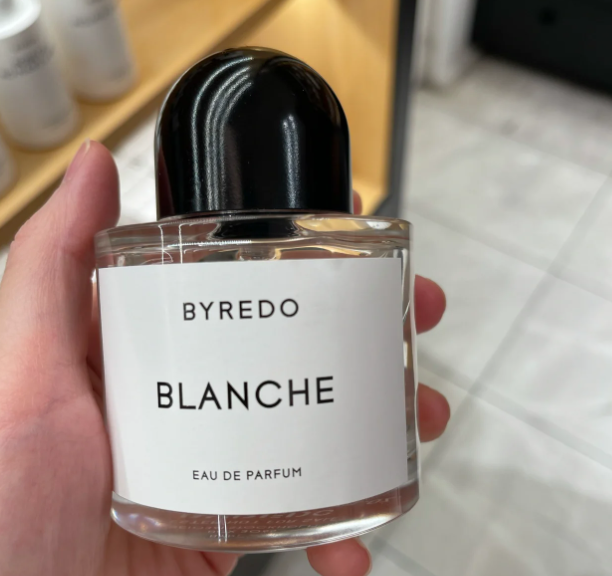 BYREDO
BLANCHE
EAU DE PARFUM